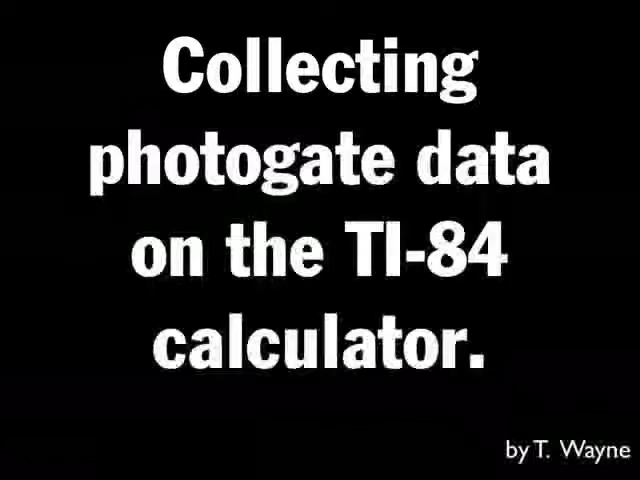 Collecting
photogate data
on the TI-84
calculator.
by T. Wayne